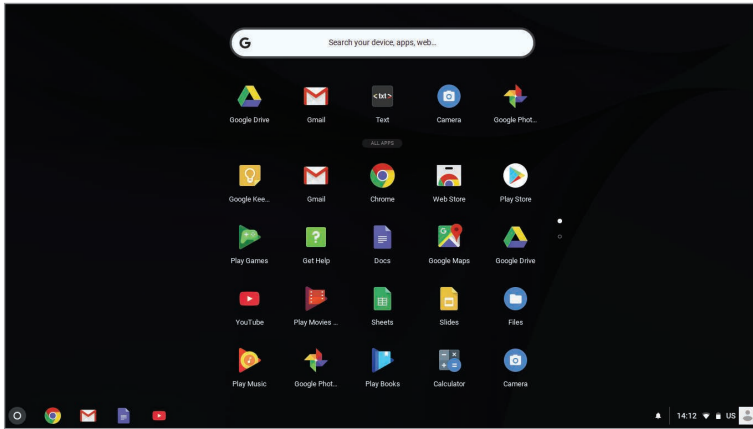 G
Search your device, apps, web...
<txt>
Google Drive
Gmail
Text
Camera
Google Phot...
ALL APPS
Google Kee...
Gmail
Chrome
Web Store
Play Store
?
G
Play Games
Get Help
Docs
Google Maps
Google Drive
YouTube
Play Movies ...
Sheets
Slides
Files
Play Music
Google Phot...
Play Books
Calculator
Camera
14:12 US